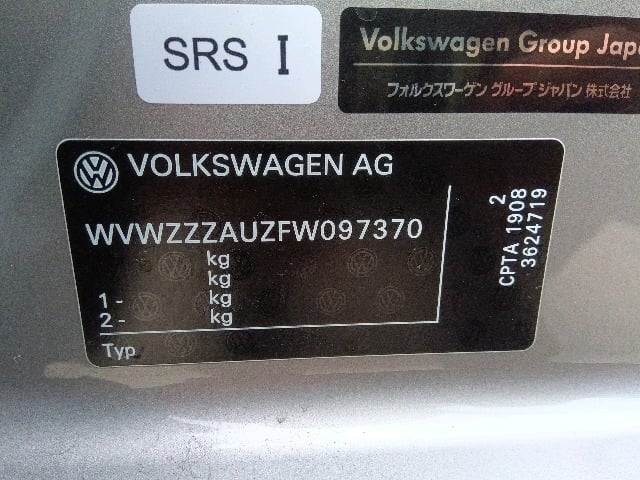 SRS I
Volkswagen Group Japa
フォルクスワーゲン グループ ジャパン 株式会社
VOLKSWAGEN AG
WVWZZZAUZFW097370
kg
kg
1 - kg
2 - kg
Typ
2
CPTA 1908
3624719